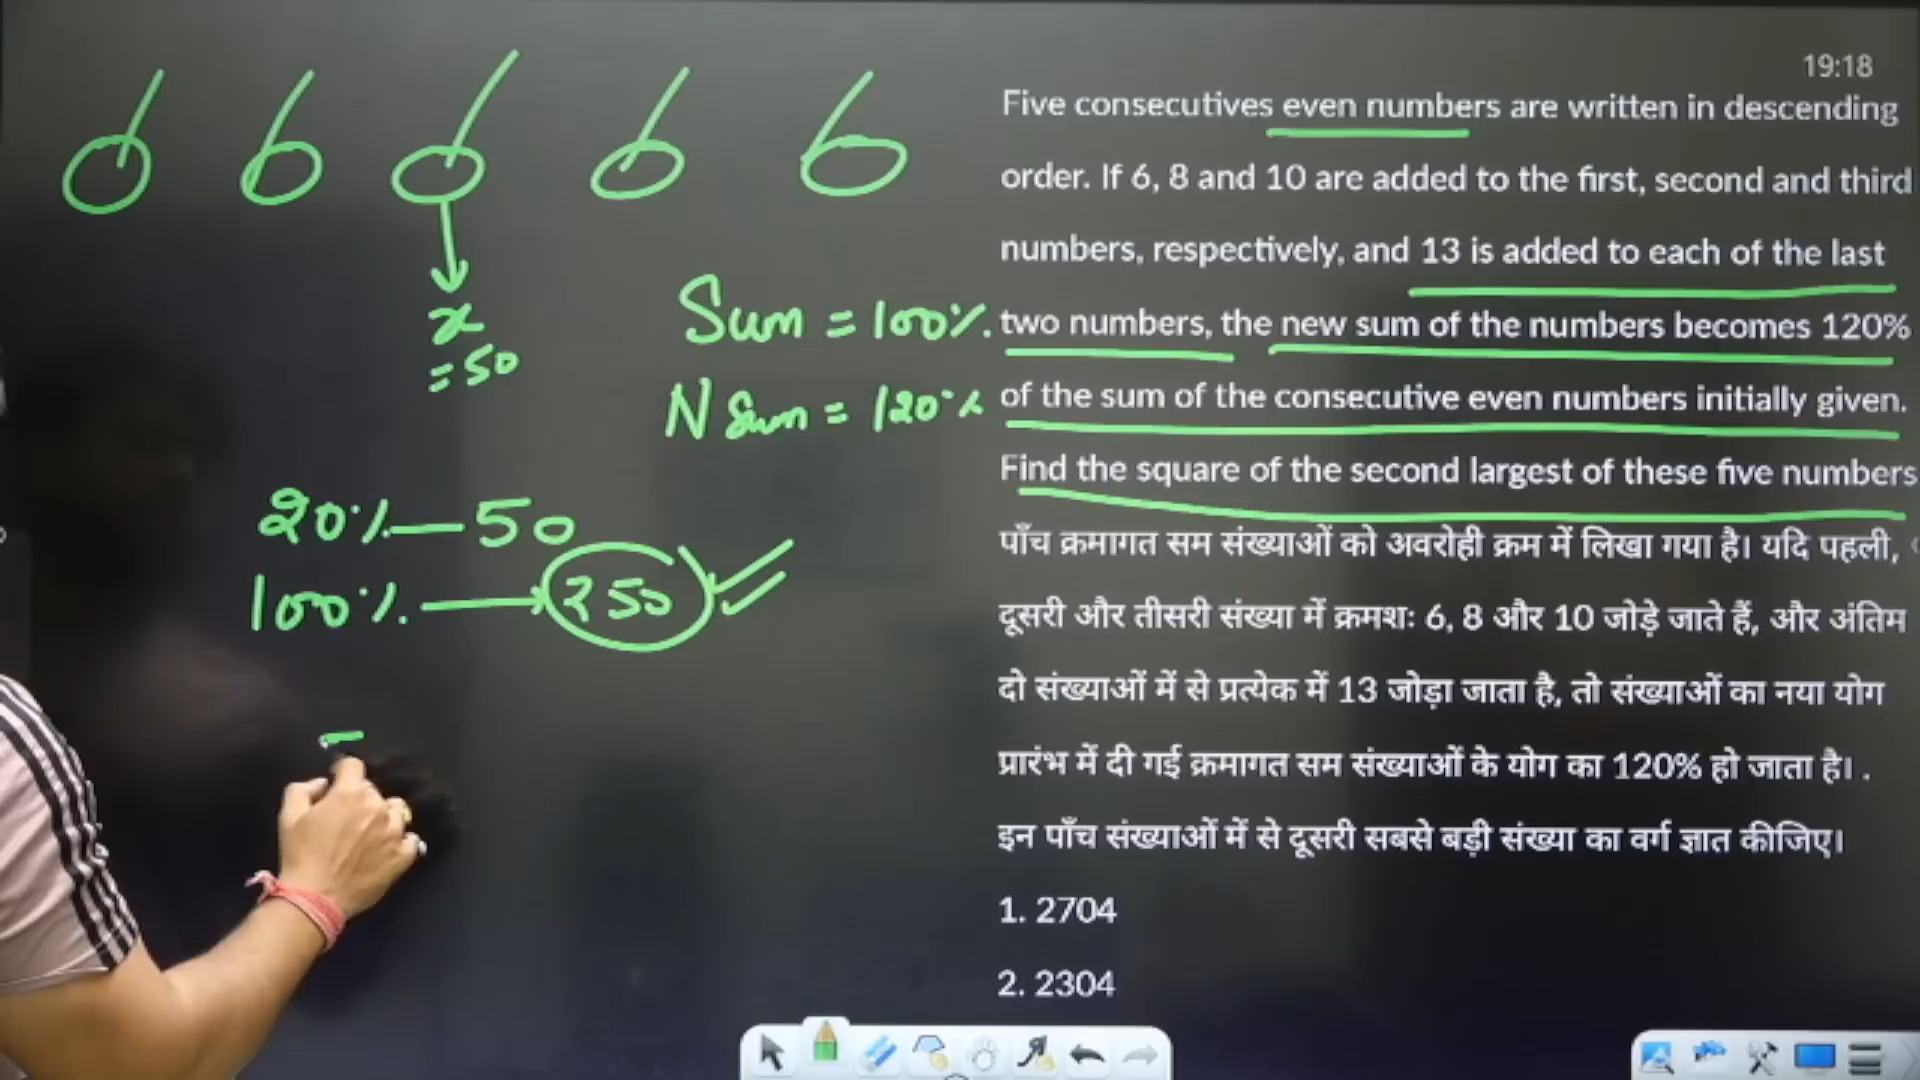 19:18
Five consecutives even numbers are written in descending
order. If 6, 8 and 10 are added to the first, second and third
numbers, respectively, and 13 is added to each of the last
two numbers, the new sum of the numbers becomes 120%
of the sum of the consecutive even numbers initially given.
Find the square of the second largest of these five numbers
पाँच क्रमागत सम संख्याओं को अवरोही क्रम में लिखा गया है। यदि पहली,
दूसरी और तीसरी संख्या में क्रमशः 6, 8 और 10 जोड़े जाते हैं, और अंतिम
दो संख्याओं में से प्रत्येक में 13 जोड़ा जाता है, तो संख्याओं का नया योग
प्रारंभ में दी गई क्रमागत सम संख्याओं के योग का 120% हो जाता है। .
इन पाँच संख्याओं में से दूसरी सबसे बड़ी संख्या का वर्ग ज्ञात कीजिए।
1. 2704
2. 2304
x
=50
Sum = 100%.
N Sum = 120%
20% — 50
100%. — 250